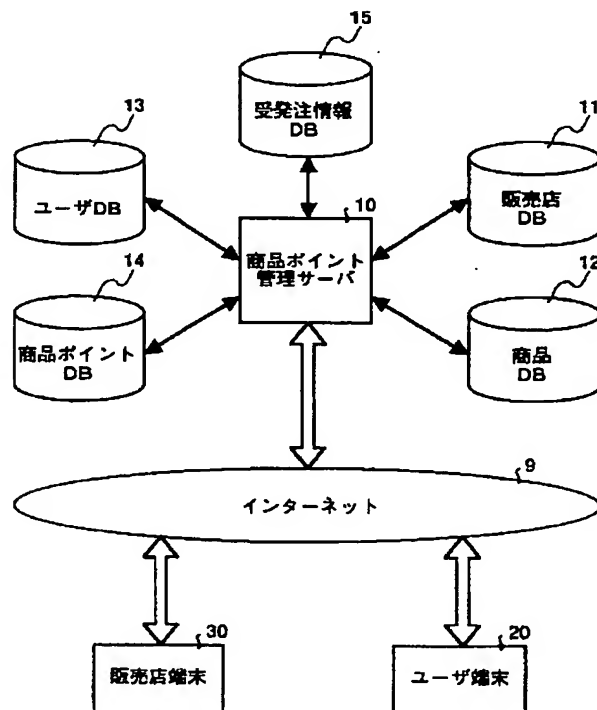 15
受発注情報
DB
13
ユーザDB
11
販売店
DB
10
商品ポイント
管理サーバ
14
商品ポイント
DB
12
商品
DB
9
インターネット
30
販売店端末
20
ユーザ端末